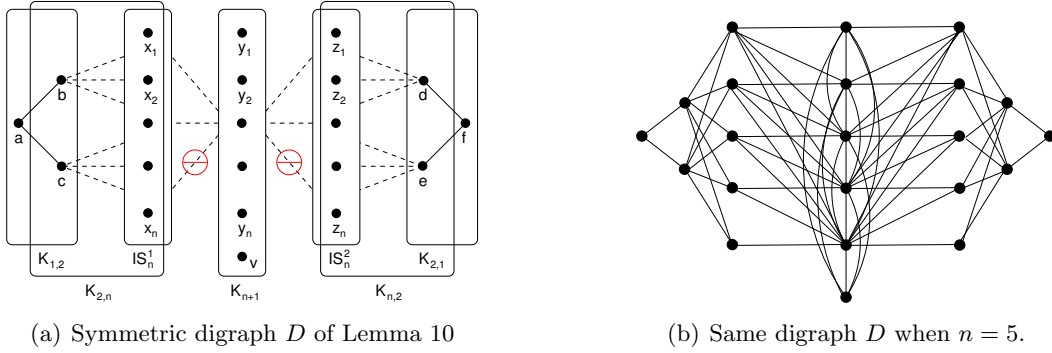 x1 y1 z1
b x2 y2 z2 d
a f
c e
xn yn zn
v
K1,2 IS1n IS2n K2,1
K2,n Kn+1 Kn,2
(a) Symmetric digraph D of Lemma 10
(b) Same digraph D when n = 5.